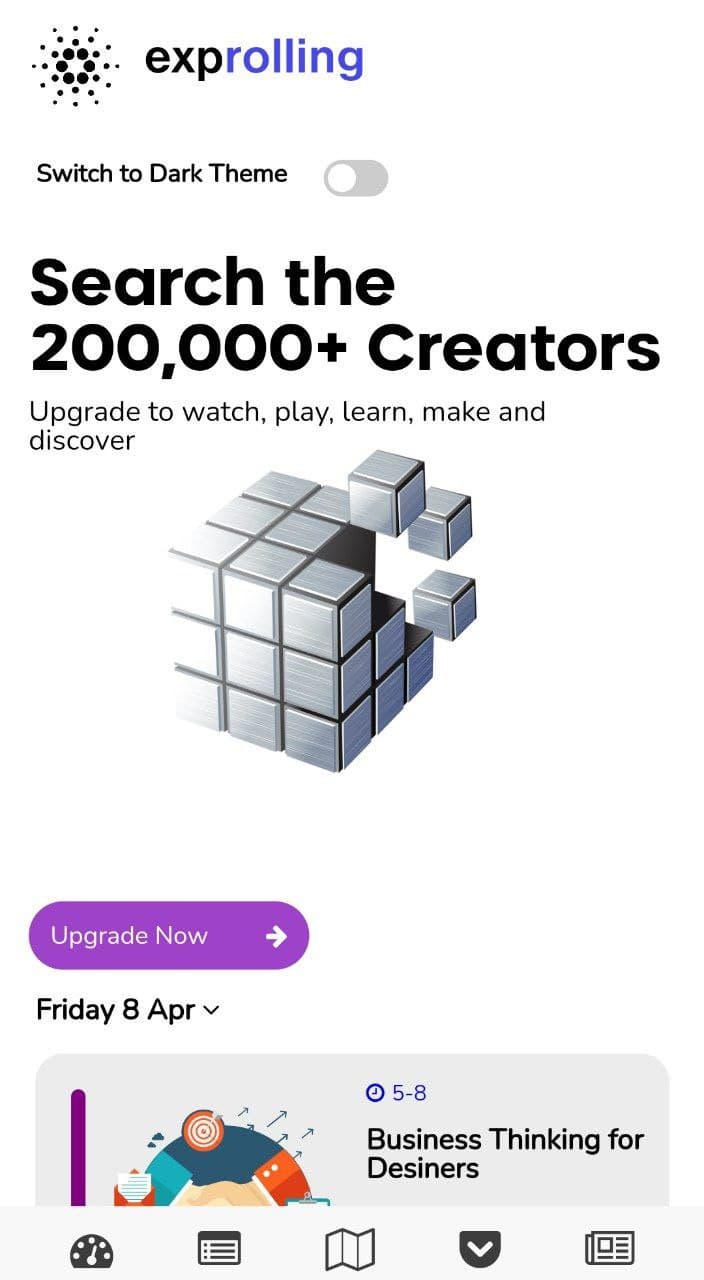 exprolling
Switch to Dark Theme
Search the
200,000+ Creators
Upgrade to watch, play, learn, make and
discover
Upgrade Now
Friday 8 Apr
5-8
Business Thinking for
Desiners